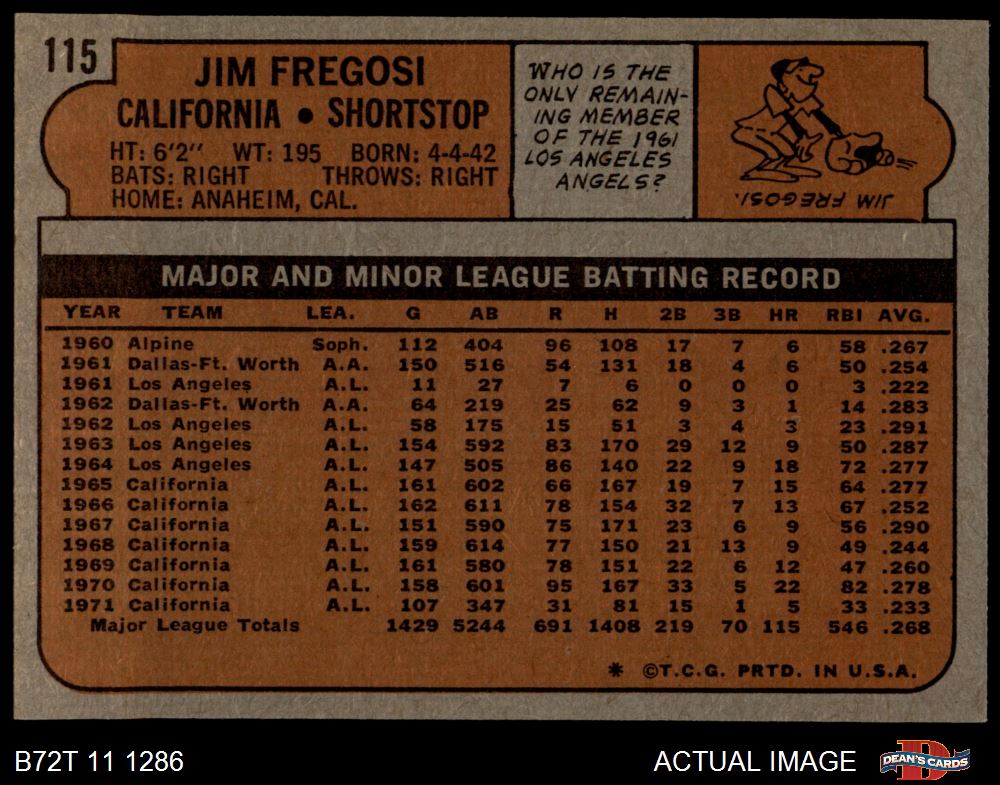 115
JIM FREGOSI
CALIFORNIA • SHORTSTOP
HT: 6'2" WT: 195 BORN: 4-4-42
BATS: RIGHT THROWS: RIGHT
HOME: ANAHEIM, CAL.
WHO IS THE
ONLY REMAIN-
ING MEMBER
OF THE 1961
LOS ANGELES
ANGELS?
JIM FREGOSI.
MAJOR AND MINOR LEAGUE BATTING RECORD
YEAR TEAM LEA. G AB R H 2B 3B HR RBI AVG.
1960 Alpine Soph. 112 404 96 108 17 7 6 58 .267
1961 Dallas-Ft. Worth A.A. 150 516 54 131 18 4 6 50 .254
1961 Los Angeles A.L. 11 27 7 6 0 0 0 3 .222
1962 Dallas-Ft. Worth A.A. 64 219 25 62 9 3 1 14 .283
1962 Los Angeles A.L. 58 175 15 51 3 4 3 23 .291
1963 Los Angeles A.L. 154 592 83 170 29 12 9 50 .287
1964 Los Angeles A.L. 147 505 86 140 22 9 18 72 .277
1965 California A.L. 161 602 66 167 19 7 15 64 .277
1966 California A.L. 162 611 78 154 32 7 13 67 .252
1967 California A.L. 151 590 75 171 23 6 9 56 .290
1968 California A.L. 159 614 77 150 21 13 9 49 .244
1969 California A.L. 161 580 78 151 22 6 12 47 .260
1970 California A.L. 158 601 95 167 33 5 22 82 .278
1971 California A.L. 107 347 31 81 15 1 5 33 .233
Major League Totals 1429 5244 691 1408 219 70 115 546 .268
* ©T.C.G. PRTD. IN U.S.A.
B72T 11 1286
ACTUAL IMAGE
D
DEAN'S CARDS